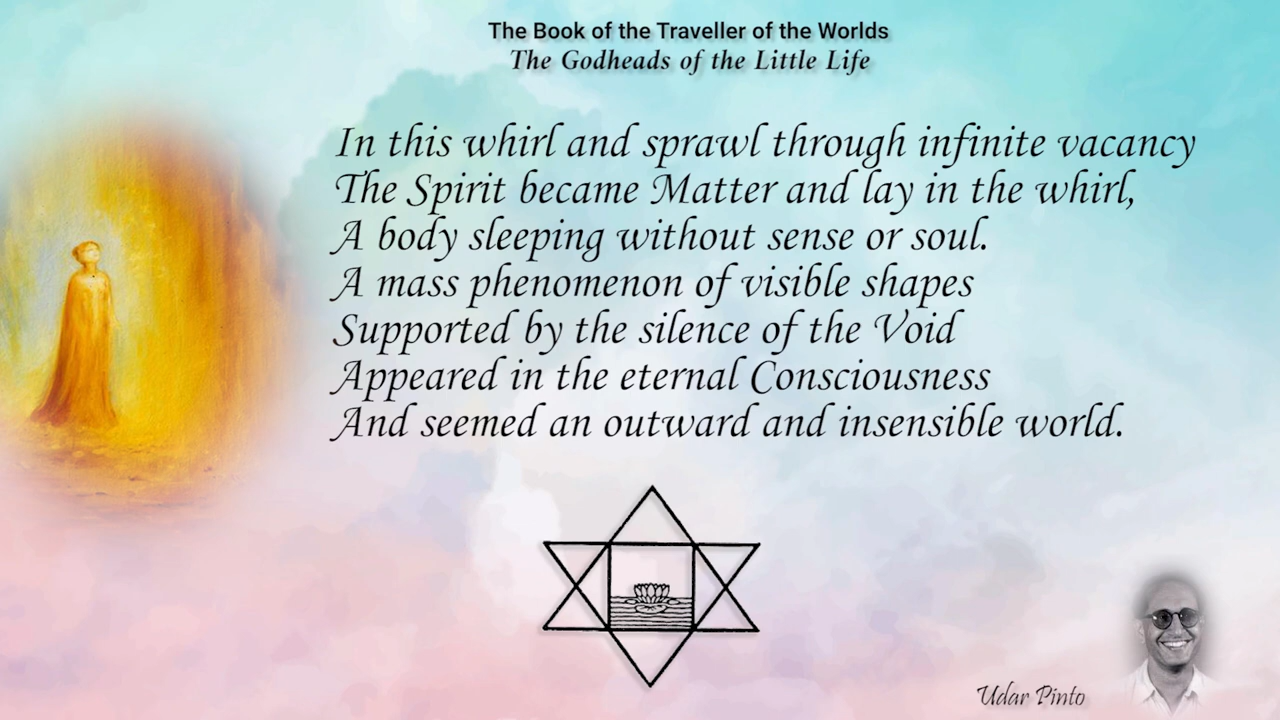 The Book of the Traveller of the Worlds
The Godheads of the Little Life
In this whirl and sprawl through infinite vacancy
The Spirit became Matter and lay in the whirl,
A body sleeping without sense or soul.
A mass phenomenon of visible shapes
Supported by the silence of the Void
Appeared in the eternal Consciousness
And seemed an outward and insensible world.
Udar Pinto